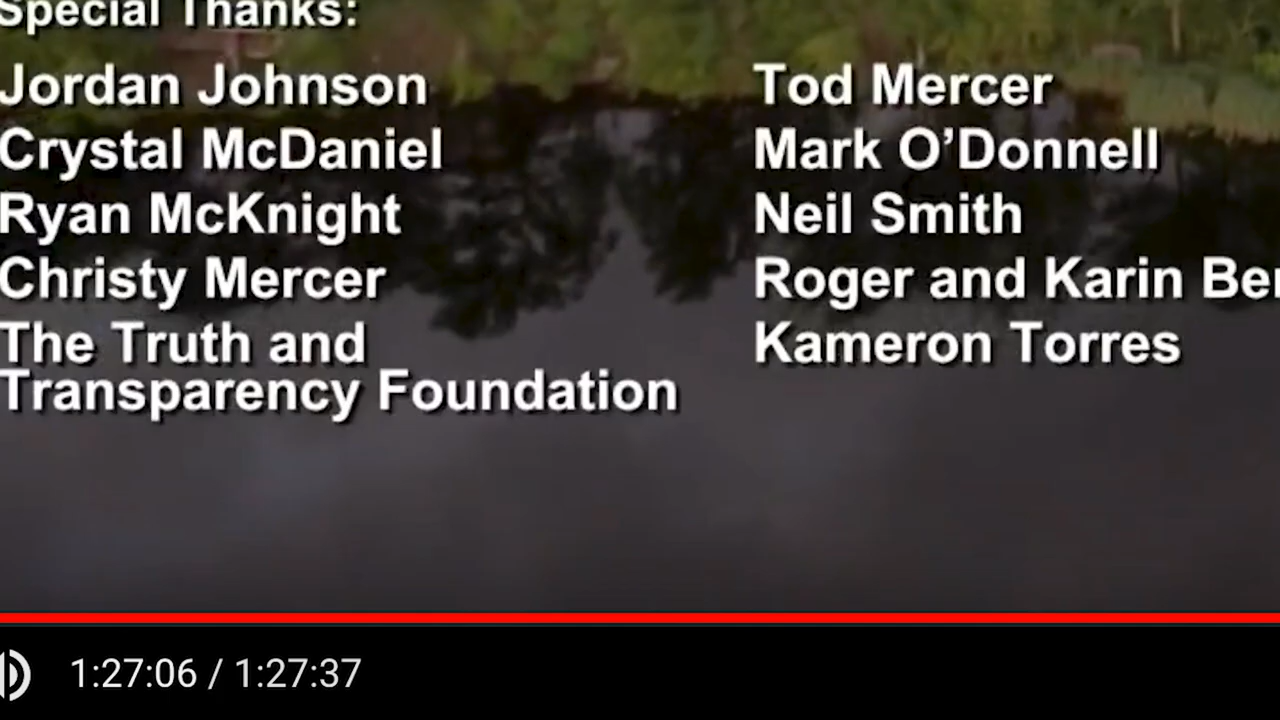 Special Thanks:
Jordan Johnson
Crystal McDaniel
Ryan McKnight
Christy Mercer
The Truth and
Transparency Foundation
Tod Mercer
Mark O’Donnell
Neil Smith
Roger and Karin
Kameron Torres
1:27:06 / 1:27:37